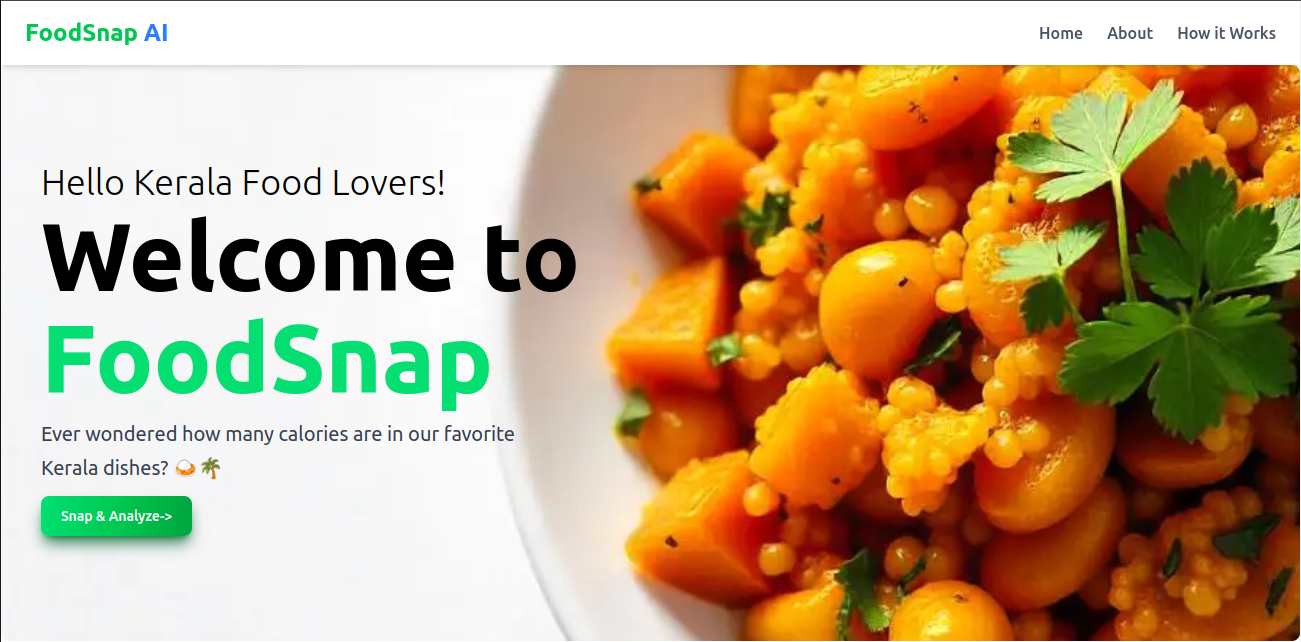 FoodSnap AI
Home About How it Works
Hello Kerala Food Lovers!
Welcome to
FoodSnap
Ever wondered how many calories are in our favorite
Kerala dishes? 🍛🌴
Snap & Analyze->